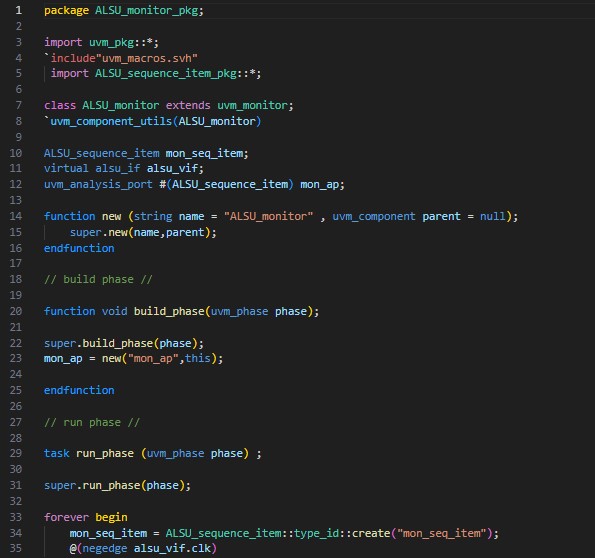 1 package ALSU_monitor_pkg;
2
3 import uvm_pkg::*;
4 `include"uvm_macros.svh"
5 import ALSU_sequence_item_pkg::*;
6
7 class ALSU_monitor extends uvm_monitor;
8 `uvm_component_utils(ALSU_monitor)
9
10 ALSU_sequence_item mon_seq_item;
11 virtual alsu_if alsu_vif;
12 uvm_analysis_port #(ALSU_sequence_item) mon_ap;
13
14 function new (string name = "ALSU_monitor" , uvm_component parent = null);
15     super.new(name,parent);
16 endfunction
17
18 // build phase //
19
20 function void build_phase(uvm_phase phase);
21
22 super.build_phase(phase);
23 mon_ap = new("mon_ap",this);
24
25 endfunction
26
27 // run phase //
28
29 task run_phase (uvm_phase phase) ;
30
31 super.run_phase(phase);
32
33 forever begin
34     mon_seq_item = ALSU_sequence_item::type_id::create("mon_seq_item");
35     @(negedge alsu_vif.clk)